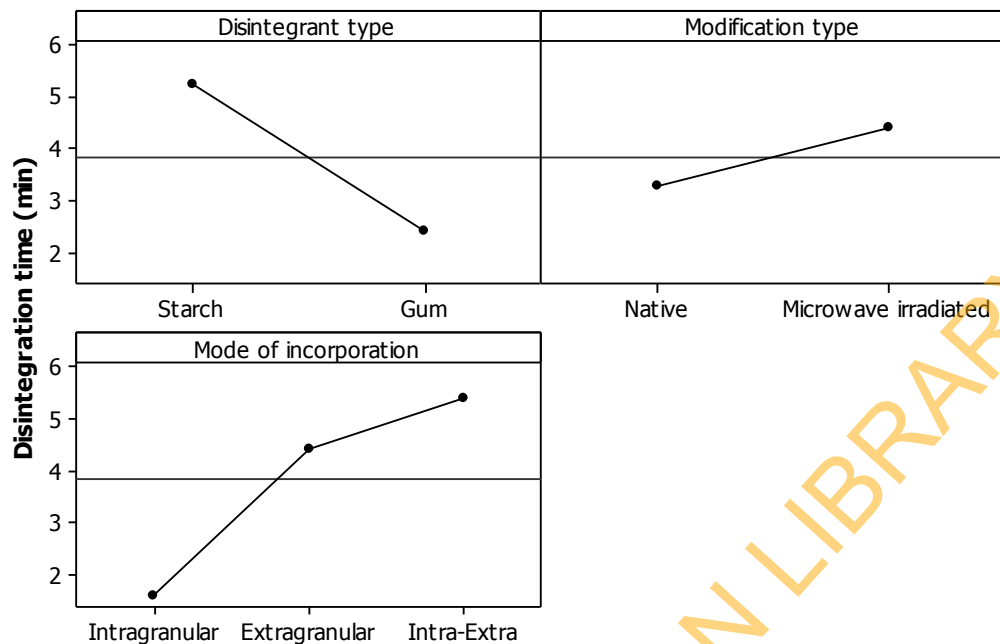 Disintegration time (min)
Disintegrant type
Modification type
6
5
4
3
2
Starch
Gum
Native
Microwave irradiated
Mode of incorporation
6
5
4
3
2
Intragranular
Extragranular
Intra-Extra
N LIBRARY